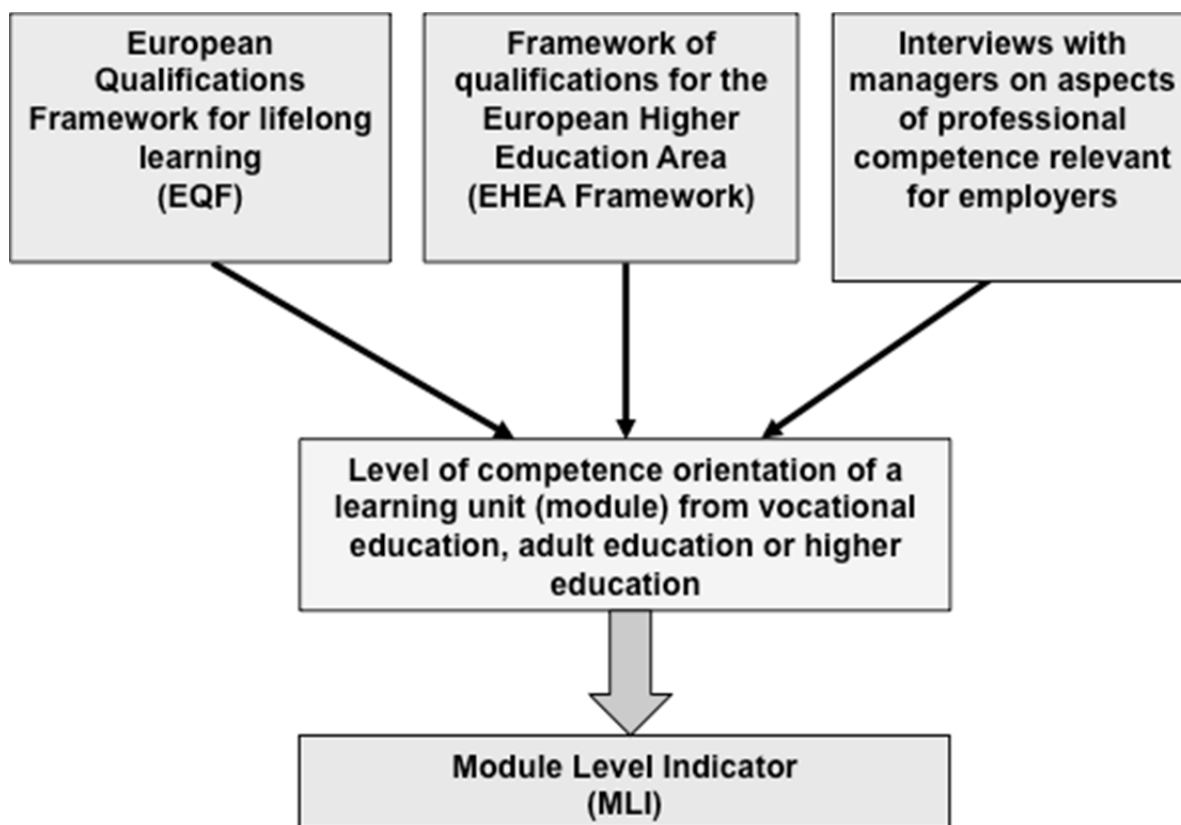 European
Qualifications
Framework for lifelong
learning
(EQF)
Framework of
qualifications for the
European Higher
Education Area
(EHEA Framework)
Interviews with
managers on aspects
of professional
competence relevant
for employers
Level of competence orientation of a
learning unit (module) from vocational
education, adult education or higher
education
Module Level Indicator
(MLI)